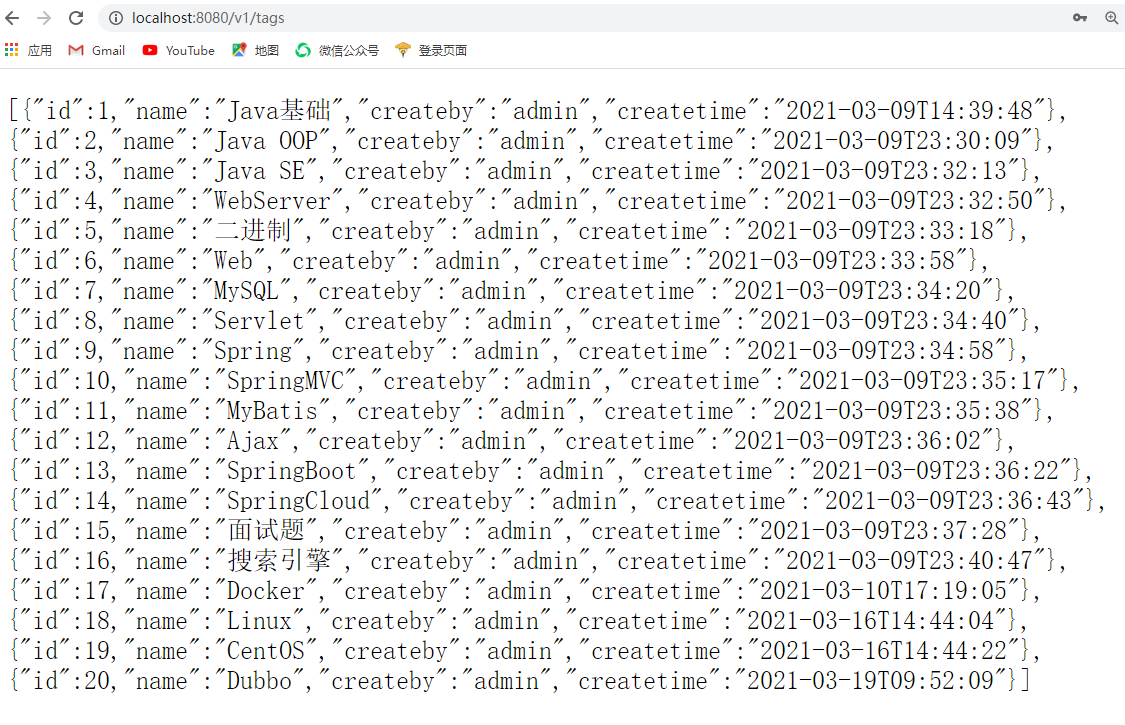 localhost:8080/v1/tags
应用 Gmail YouTube 地图 微信公众号 登录页面
[{"id":1,"name":"Java基础","createby":"admin","createtime":"2021-03-09T14:39:48"},
{"id":2,"name":"Java OOP","createby":"admin","createtime":"2021-03-09T23:30:09"},
{"id":3,"name":"Java SE","createby":"admin","createtime":"2021-03-09T23:32:13"},
{"id":4,"name":"WebServer","createby":"admin","createtime":"2021-03-09T23:32:50"},
{"id":5,"name":"二进制","createby":"admin","createtime":"2021-03-09T23:33:18"},
{"id":6,"name":"Web","createby":"admin","createtime":"2021-03-09T23:33:58"},
{"id":7,"name":"MySQL","createby":"admin","createtime":"2021-03-09T23:34:20"},
{"id":8,"name":"Servlet","createby":"admin","createtime":"2021-03-09T23:34:40"},
{"id":9,"name":"Spring","createby":"admin","createtime":"2021-03-09T23:34:58"},
{"id":10,"name":"SpringMVC","createby":"admin","createtime":"2021-03-09T23:35:17"},
{"id":11,"name":"MyBatis","createby":"admin","createtime":"2021-03-09T23:35:38"},
{"id":12,"name":"Ajax","createby":"admin","createtime":"2021-03-09T23:36:02"},
{"id":13,"name":"SpringBoot","createby":"admin","createtime":"2021-03-09T23:36:22"},
{"id":14,"name":"SpringCloud","createby":"admin","createtime":"2021-03-09T23:36:43"},
{"id":15,"name":"面试题","createby":"admin","createtime":"2021-03-09T23:37:28"},
{"id":16,"name":"搜索引擎","createby":"admin","createtime":"2021-03-09T23:40:47"},
{"id":17,"name":"Docker","createby":"admin","createtime":"2021-03-10T17:19:05"},
{"id":18,"name":"Linux","createby":"admin","createtime":"2021-03-16T14:44:04"},
{"id":19,"name":"CentOS","createby":"admin","createtime":"2021-03-16T14:44:22"},
{"id":20,"name":"Dubbo","createby":"admin","createtime":"2021-03-19T09:52:09"}]